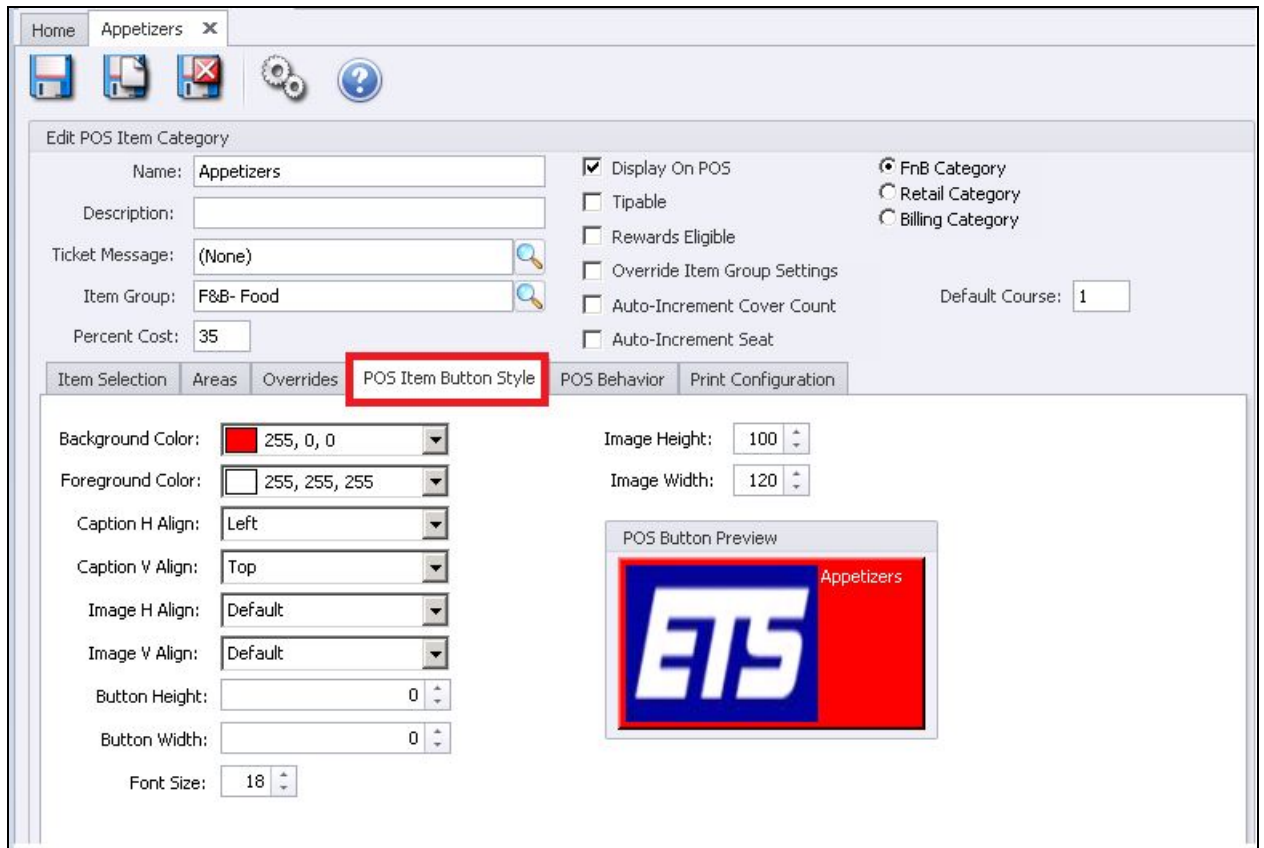 Home Appetizers
Edit POS Item Category
Name: Appetizers
Description:
Ticket Message: (None)
Item Group: F&B- Food
Percent Cost: 35
Display On POS
Tipable
Rewards Eligible
Override Item Group Settings
Auto-Increment Cover Count
Auto-Increment Seat
FnB Category
Retail Category
Billing Category
Default Course: 1
Item Selection Areas Overrides POS Item Button Style POS Behavior Print Configuration
Background Color: 255, 0, 0
Foreground Color: 255, 255, 255
Caption H Align: Left
Caption V Align: Top
Image H Align: Default
Image V Align: Default
Button Height: 0
Button Width: 0
Font Size: 18
Image Height: 100
Image Width: 120
POS Button Preview
ETS
Appetizers